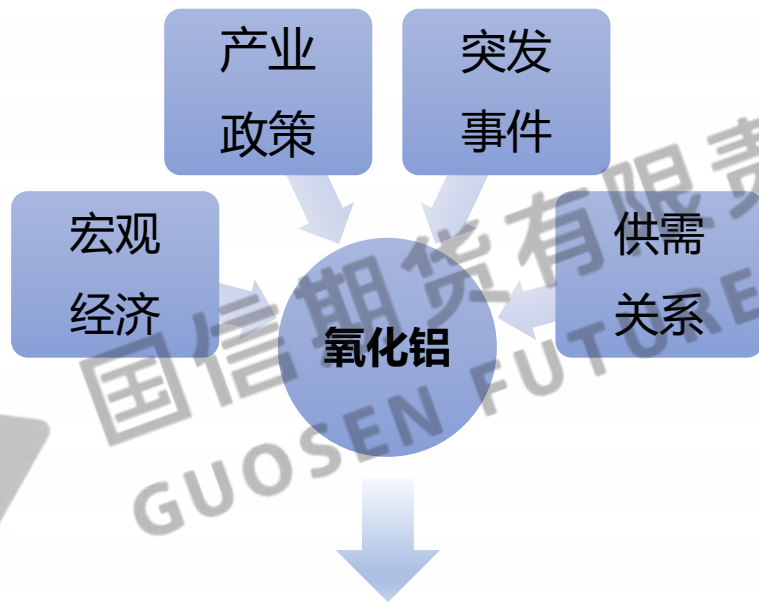 产业
政策
突发
事件
宏观
经济
供需
关系
氧化铝
国信期货有限责
GUOSEN FUTURE